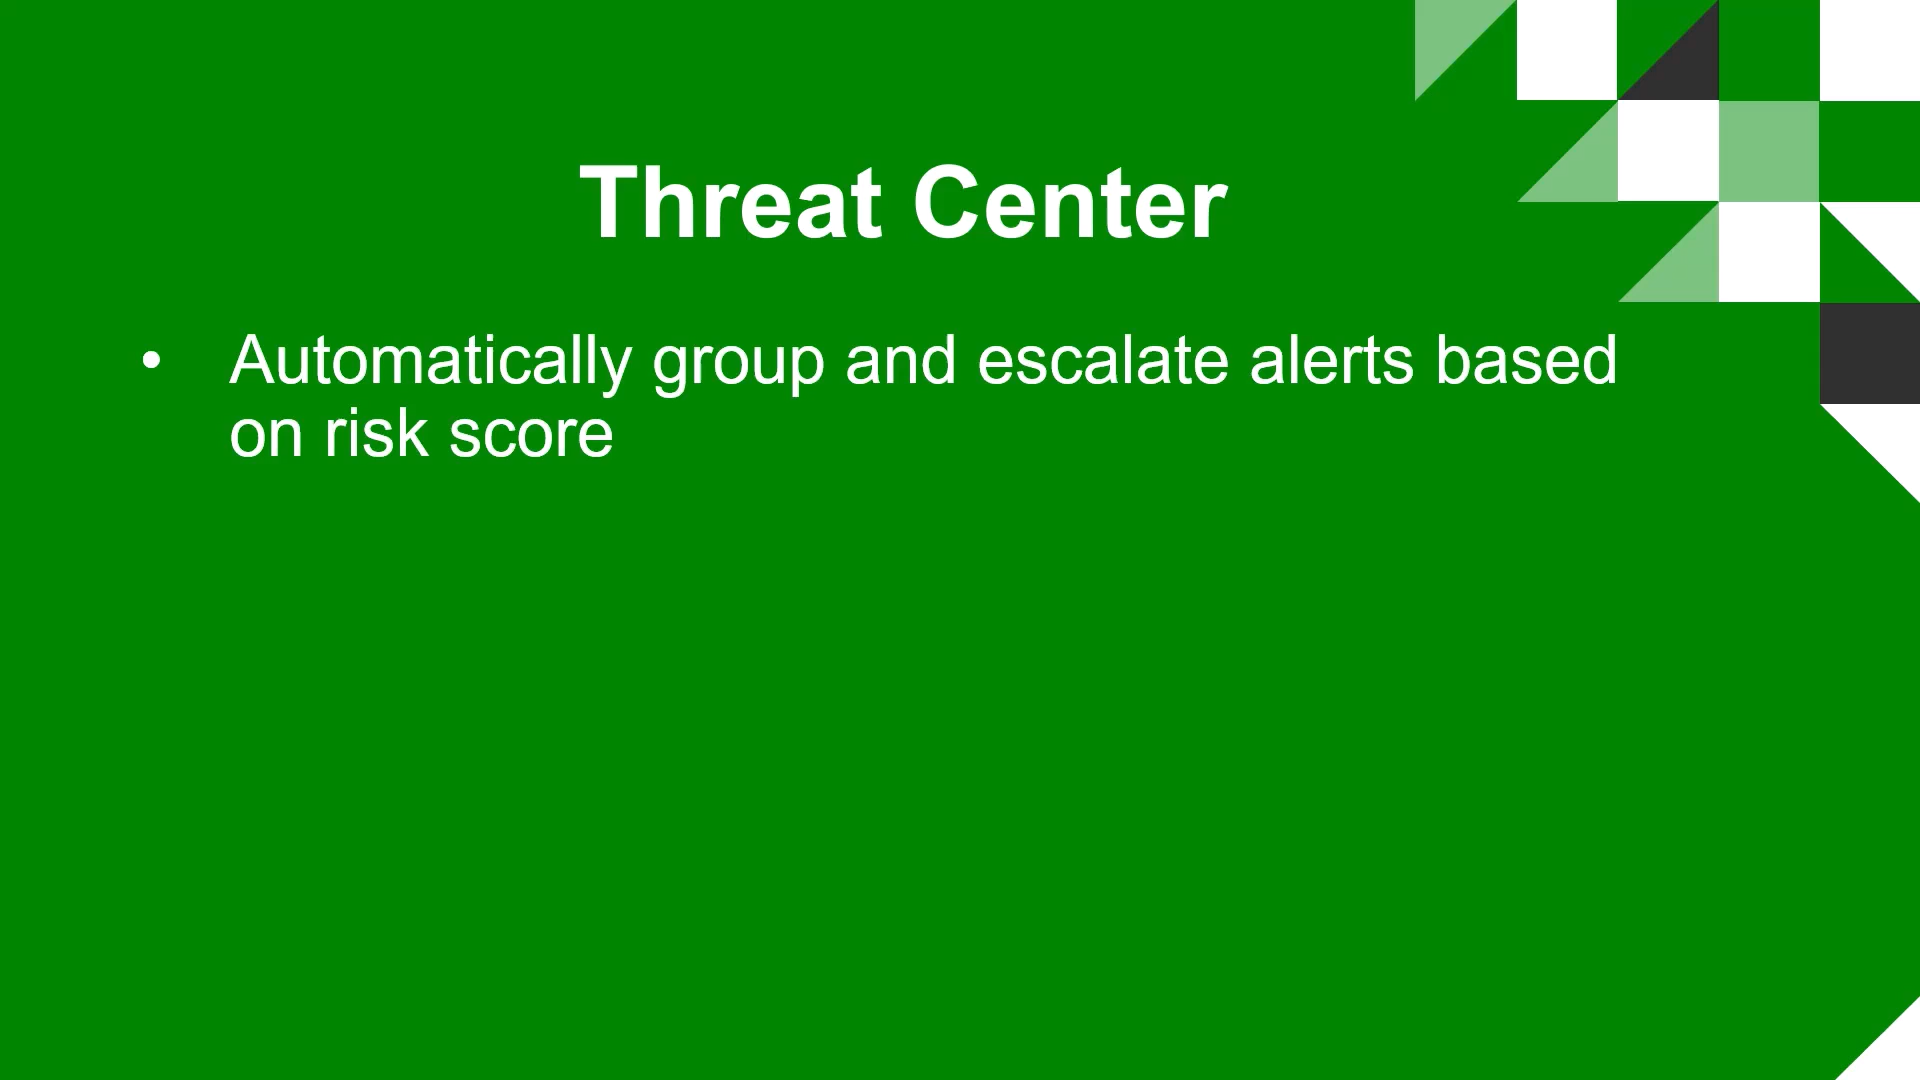 Threat Center
• Automatically group and escalate alerts based
on risk score